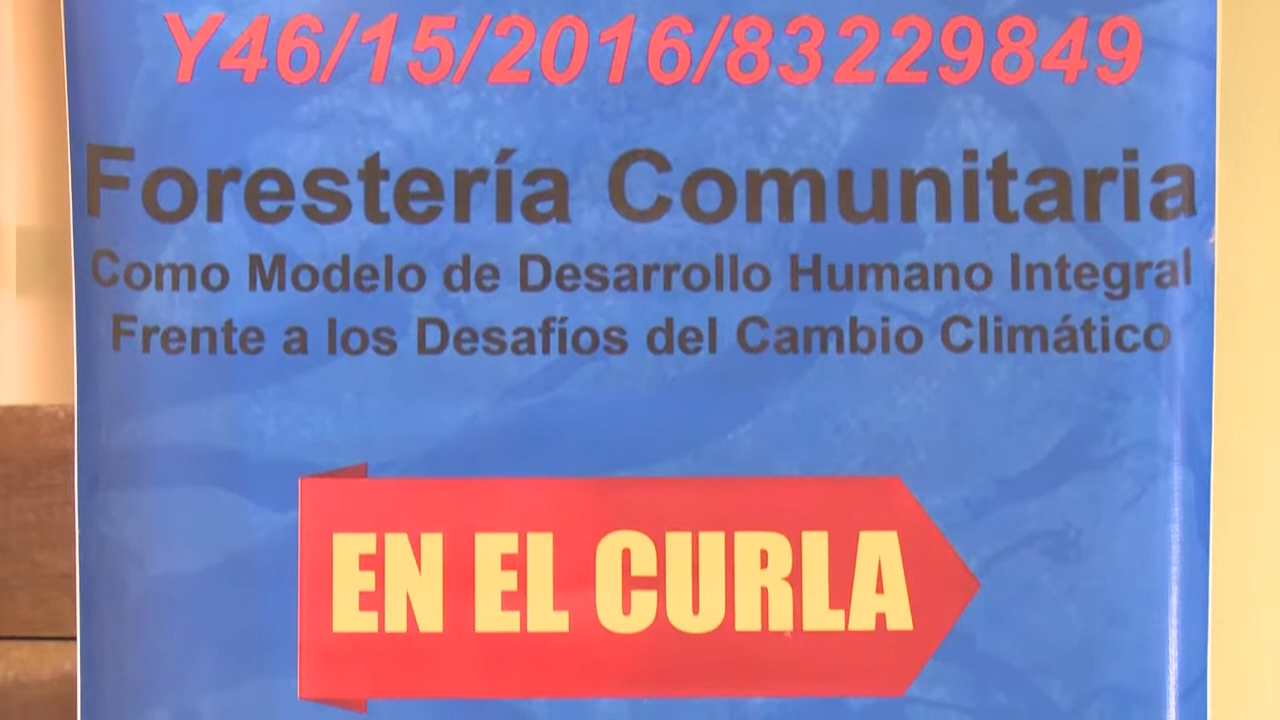 Y46/15/2016/83229849
Forestería Comunitaria
Como Modelo de Desarrollo Humano Integral
Frente a los Desafíos del Cambio Climático
EN EL CURLA